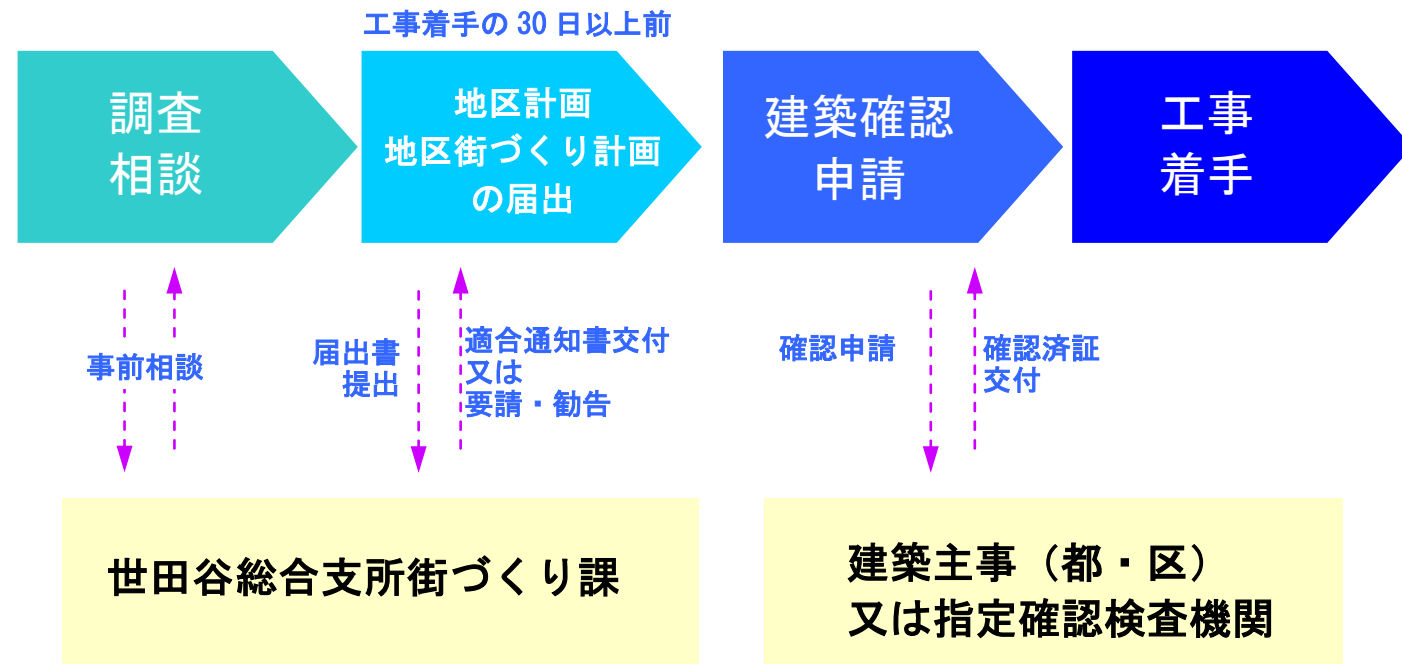 工事着手の 30 日以上前
調査
相談
地区計画
地区街づくり計画
の届出
建築確認
申請
工事
着手
事前相談
届出書
提出
適合通知書交付
又は
要請・勧告
確認申請
確認済証
交付
世田谷総合支所街づくり課
建築主事（都・区）
又は指定確認検査機関